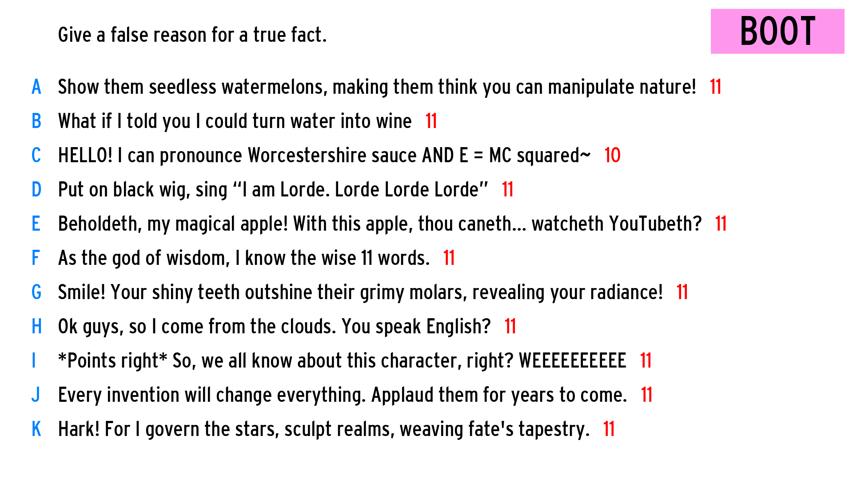 Give a false reason for a true fact.
BOOT
A Show them seedless watermelons, making them think you can manipulate nature! 11
B What if I told you I could turn water into wine 11
C HELLO! I can pronounce Worcestershire sauce AND E = MC squared~ 10
D Put on black wig, sing “I am Lorde. Lorde Lorde Lorde” 11
E Beholdeth, my magical apple! With this apple, thou caneth... watcheth YouTubeth? 11
F As the god of wisdom, I know the wise 11 words. 11
G Smile! Your shiny teeth outshine their grimy molars, revealing your radiance! 11
H Ok guys, so I come from the clouds. You speak English? 11
I *Points right* So, we all know about this character, right? WEEEEEEEEEE 11
J Every invention will change everything. Applaud them for years to come. 11
K Hark! For I govern the stars, sculpt realms, weaving fate's tapestry. 11